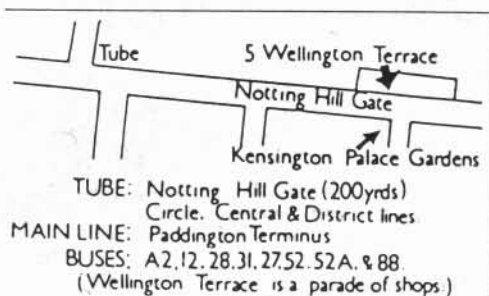 Tube
5 Wellington Terrace
Notting Hill Gate
Kensington Palace Gardens
TUBE: Notting Hill Gate (200yrds)
Circle. Central & District lines
MAIN LINE: Paddington Terminus
BUSES: A2,12.28.31,27.52.52A. & 88.
(Wellington Terrace is a parade of shops.)